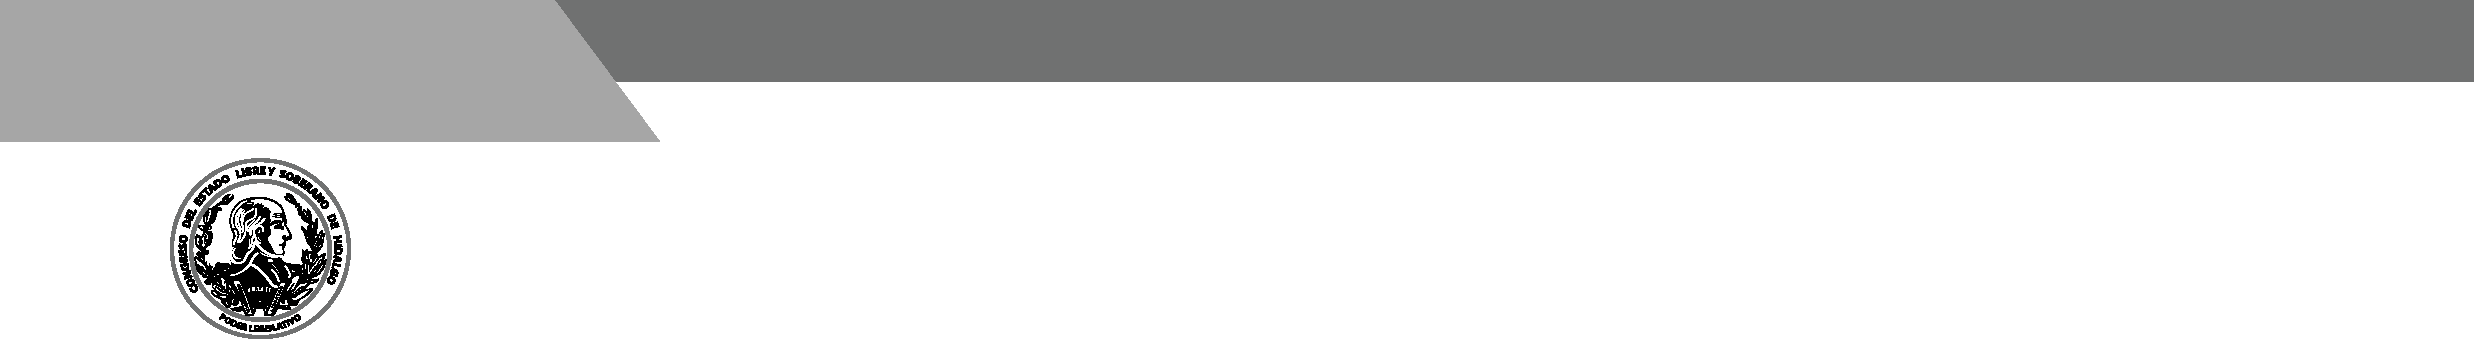 CONGRESO DEL ESTADO LIBRE Y SOBERANO DE HIDALGO
PODER LEGISLATIVO